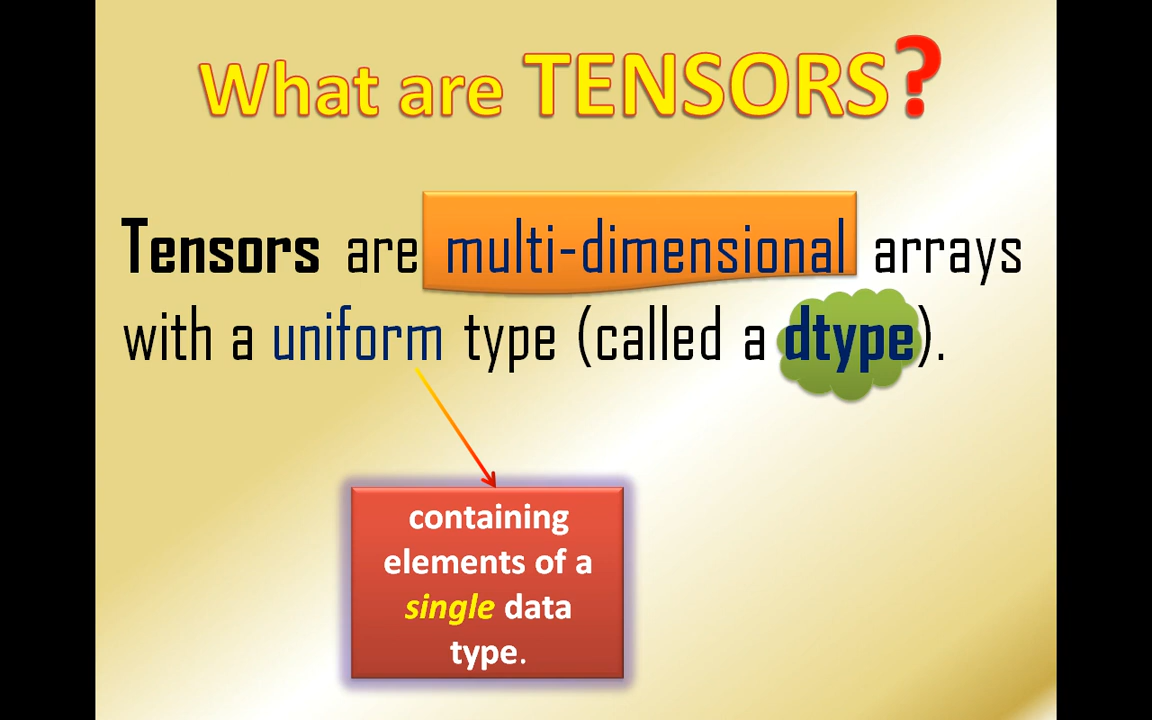 What are TENSORS?
Tensors are multi-dimensional arrays
with a uniform type (called a dtype).
containing
elements of a
single data
type.